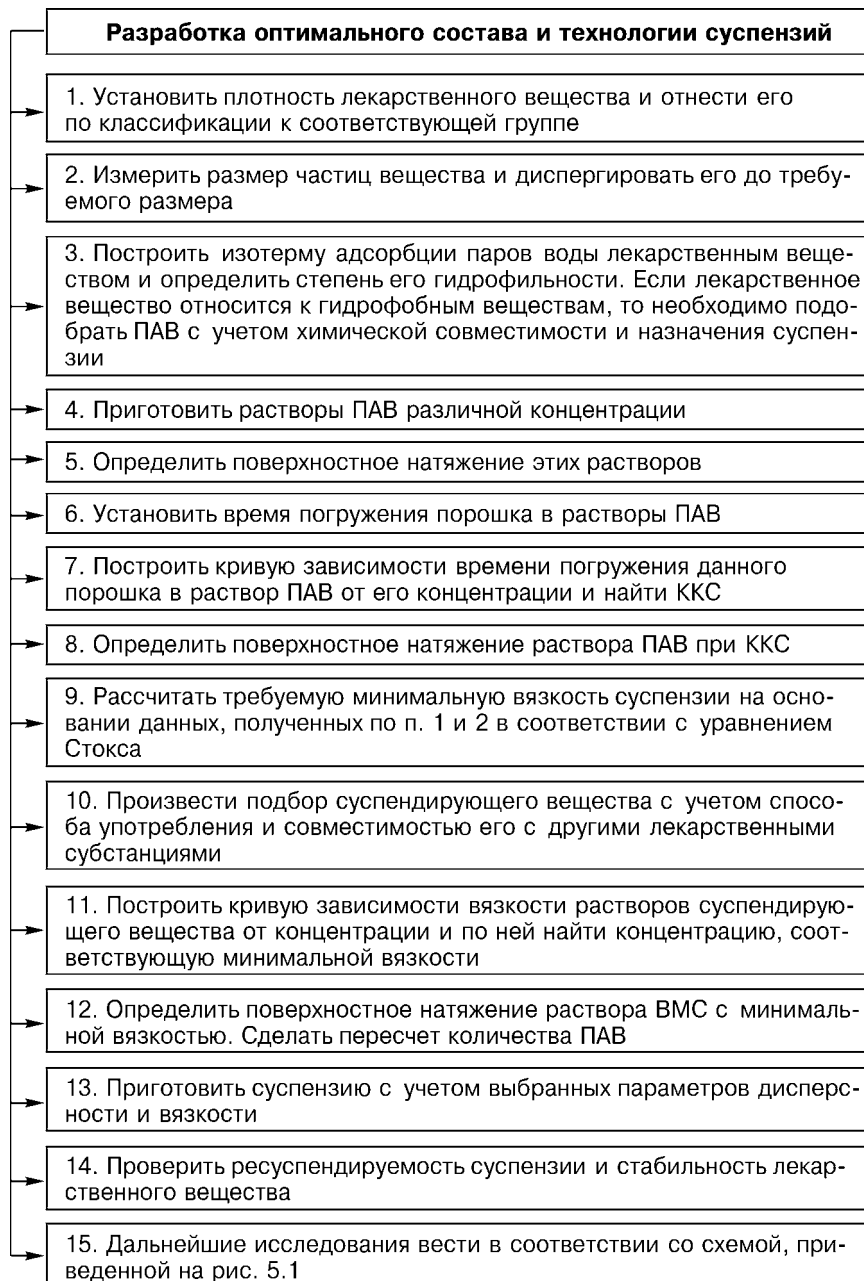 Разработка оптимального состава и технологии суспензий
1. Установить плотность лекарственного вещества и отнести его
по классификации к соответствующей группе
2. Измерить размер частиц вещества и диспергировать его до требу-
емого размера
3. Построить изотерму адсорбции паров воды лекарственным веще-
ством и определить степень его гидрофильности. Если лекарственное
вещество относится к гидрофобным веществам, то необходимо подо-
брать ПАВ с учетом химической совместимости и назначения суспен-
зии
4. Приготовить растворы ПАВ различной концентрации
5. Определить поверхностное натяжение этих растворов
6. Установить время погружения порошка в растворы ПАВ
7. Построить кривую зависимости времени погружения данного
порошка в раствор ПАВ от его концентрации и найти ККС
8. Определить поверхностное натяжение раствора ПАВ при ККС
9. Рассчитать требуемую минимальную вязкость суспензии на осно-
вании данных, полученных по п. 1 и 2 в соответствии с уравнением
Стокса
10. Произвести подбор суспендирующего вещества с учетом спосо-
ба употребления и совместимостью его с другими лекарственными
субстанциями
11. Построить кривую зависимости вязкости растворов суспендирую-
щего вещества от концентрации и по ней найти концентрацию, соот-
ветствующую минимальной вязкости
12. Определить поверхностное натяжение раствора ВМС с минималь-
ной вязкостью. Сделать пересчет количества ПАВ
13. Приготовить суспензию с учетом выбранных параметров дисперс-
ности и вязкости
14. Проверить ресуспендируемость суспензии и стабильность лекар-
ственного вещества
15. Дальнейшие исследования вести в соответствии со схемой, при-
веденной на рис. 5.1